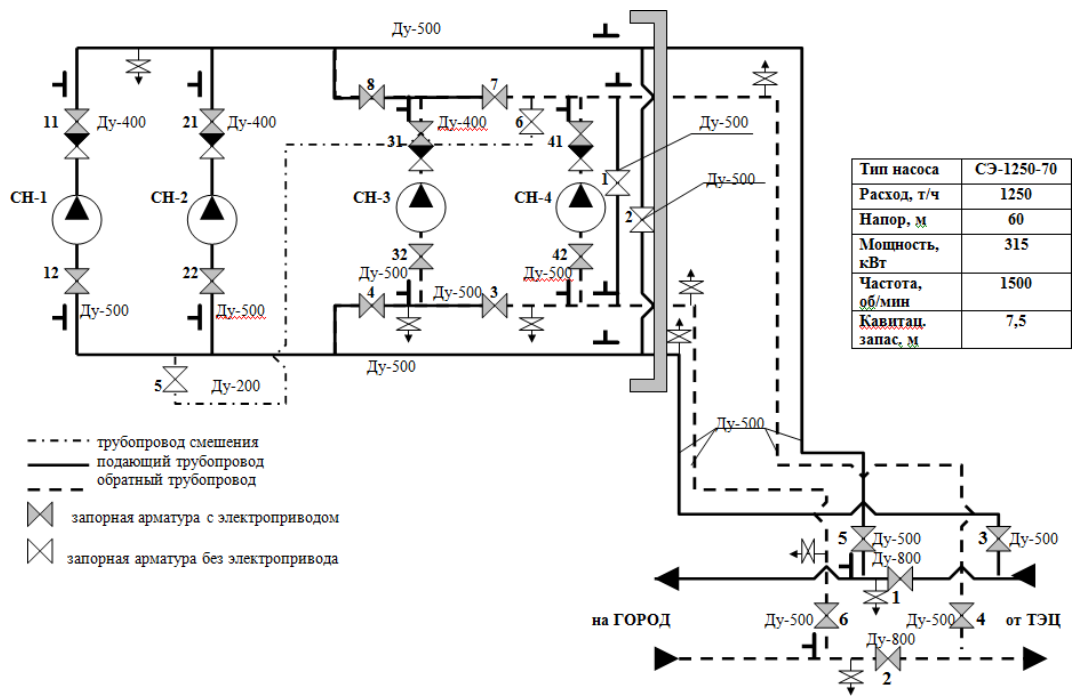 Ду-500
8
7
11
Ду-400
21
Ду-400
31
Ду-400
6
41
Ду-500
1
Ду-500
2
СН-1
СН-2
СН-3
СН-4
12
22
32
42
Ду-500
Ду-500
Ду-500
Ду-500
Ду-500
4
3
Ду-500
5
Ду-200
Тип насоса СЭ-1250-70
Расход, т/ч 1250
Напор, м 60
Мощность, 315
кВт
Частота, 1500
об/мин
Кавитац. 7,5
запас, м
трубопровод смешения
подающий трубопровод
обратный трубопровод
запорная арматура с электроприводом
запорная арматура без электропривода
Ду-500
5
Ду-500
3
Ду-500
Ду-800
1
на ГОРОД
Ду-500
6
Ду-500
4
от ТЭЦ
Ду-800
2